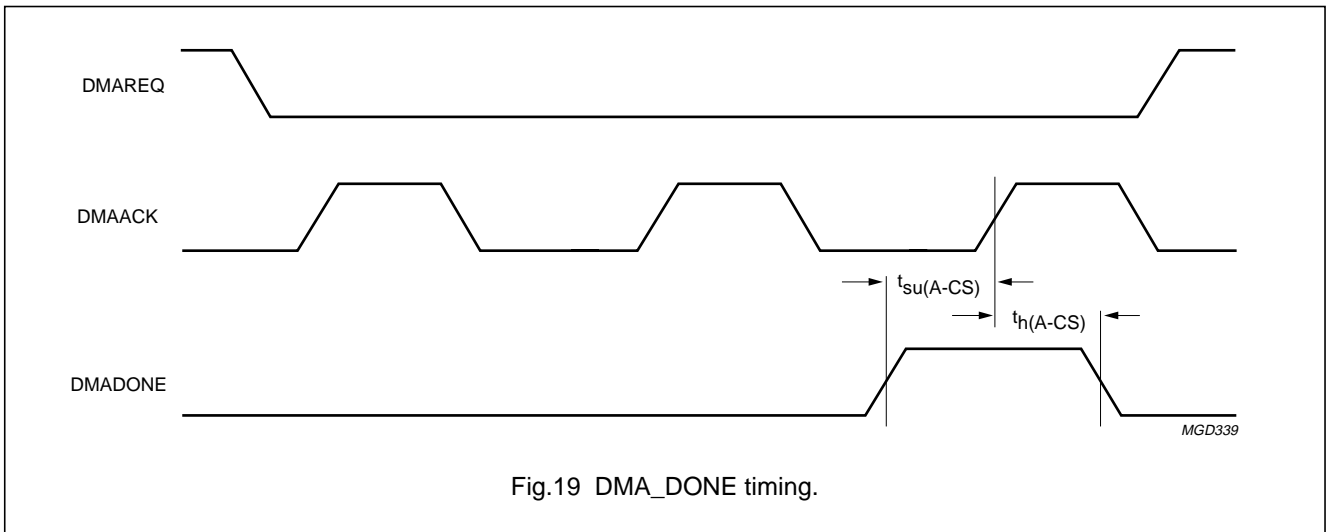 DMAREQ
DMAACK
tsu(A-CS)
th(A-CS)
DMADONE
MGD339
Fig.19 DMA_DONE timing.